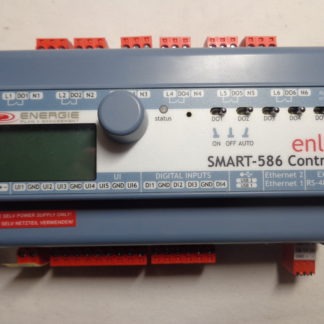 L1 DO1 N1
L2 DO2 N2
N3
L4 DO4 N4
L5 DO5 N5
L6 DO6 N6
ENERGIE
status
DO1 DO2 DO3 DO4
ON OFF AUTO
enl
SMART-586 Contr
UI
DIGITAL INPUTS
Ethernet 2
Ethernet 1
RS-4
UI1 GND UI2 UI3 GND UI4 UI5 GND UI6
DI1 GND DI2 DI3 GND DI4
SELV POWER SUPPLY ONLY!
SELV NETZTEIL VERWENDEN!